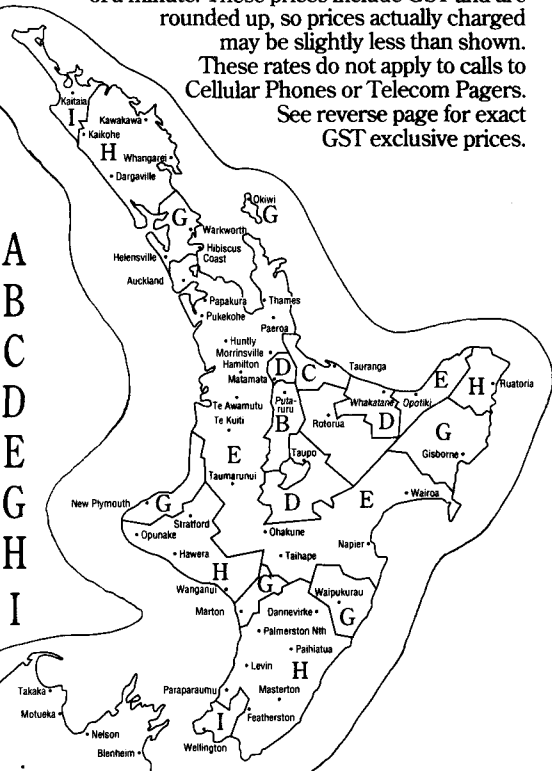 of a minute. These prices include GST and are
rounded up, so prices actually charged
may be slightly less than shown.
These rates do not apply to calls to
Cellular Phones or Telecom Pagers.
See reverse page for exact
GST exclusive prices.
A
B
C
D
E
G
H
I
Kaitaia
I
Kawakawa
Kaikohe
H
Whangarei
Dargaville
Okiwi
G
G
Warkworth
Hibiscus
Coast
Helensville
Auckland
Papakura
Thames
Pukekohe
Paeroa
Huntly
Morrinsville
Hamilton
D
C
Tauranga
Matamata
E
H
Ruatoria
Te Awamutu
Puta-
ruru
B
Whakatane
Opotiki
D
Rotorua
Te Kuiti
G
Gisborne
E
Taupo
Taumarunui
D
E
Wairoa
New Plymouth
G
Stratford
Opunake
Ohakune
Napier
Hawera
Taihape
H
Wanganui
G
Waipukurau
G
Marton
Dannevirke
Palmerston Nth
Paihiatua
Levin
H
Takaka
Paraparaumu
Masterton
Motueka
I
Featherston
Nelson
Wellington
Blenheim